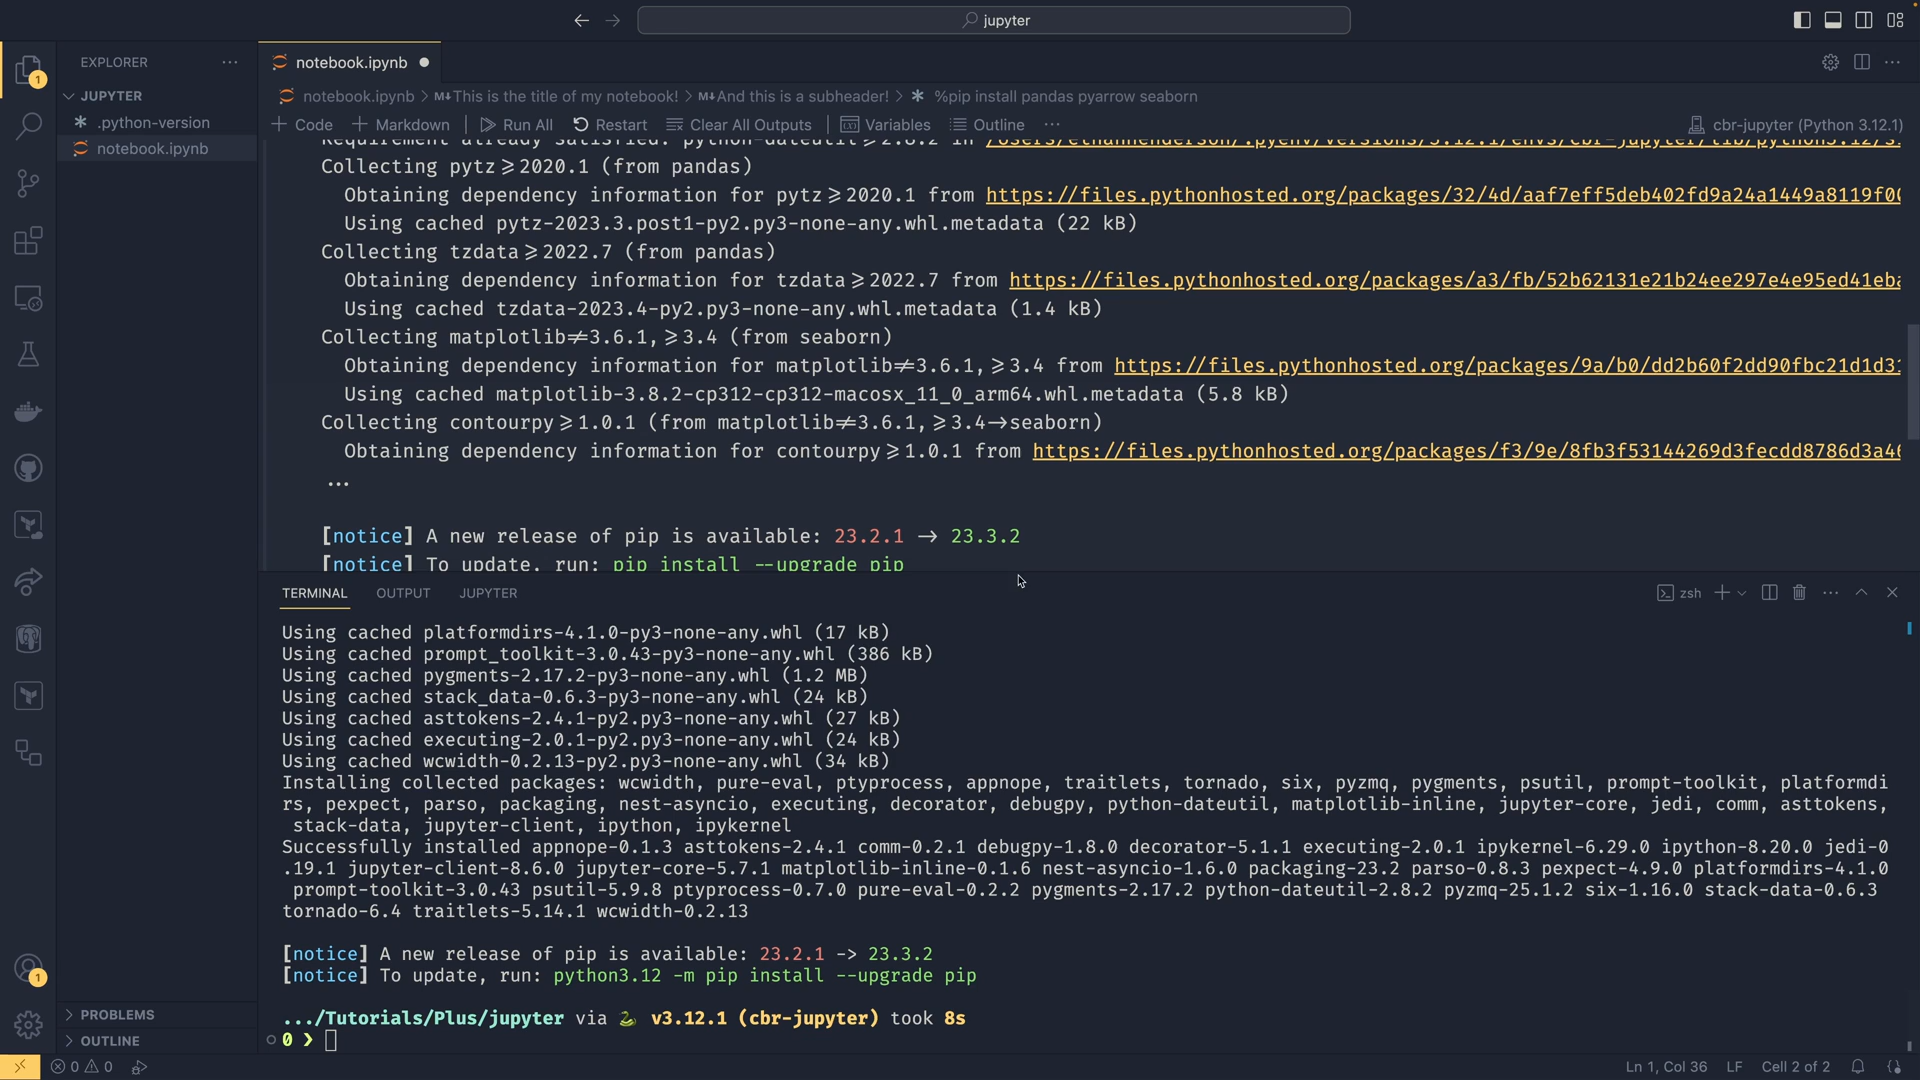 jupyter
EXPLORER
JUPYTER
.python-version
notebook.ipynb
1
1
PROBLEMS
OUTLINE
notebook.ipynb
notebook.ipynb > M↓This is the title of my notebook! > M↓And this is a subheader! > %pip install pandas pyarrow seaborn
+ Code + Markdown Run All Restart Clear All Outputs Variables Outline ... cbr-jupyter (Python 3.12.1)
Requirement already satisfied: python-dateutil≥2.8.2 in
Collecting pytz≥2020.1 (from pandas)
Obtaining dependency information for pytz≥2020.1 from https://files.pythonhosted.org/packages/32/4d/aaf7eff5deb402fd9a24a1449a8119f00
Using cached pytz-2023.3.post1-py2.py3-none-any.whl.metadata (22 kB)
Collecting tzdata≥2022.7 (from pandas)
Obtaining dependency information for tzdata≥2022.7 from https://files.pythonhosted.org/packages/a3/fb/52b62131e21b24ee297e4e95ed41eba
Using cached tzdata-2023.4-py2.py3-none-any.whl.metadata (1.4 kB)
Collecting matplotlib≠3.6.1,≥3.4 (from seaborn)
Obtaining dependency information for matplotlib≠3.6.1,≥3.4 from https://files.pythonhosted.org/packages/9a/b0/dd2b60f2dd90fbc21d1d31
Using cached matplotlib-3.8.2-cp312-cp312-macosx_11_0_arm64.whl.metadata (5.8 kB)
Collecting contourpy≥1.0.1 (from matplotlib≠3.6.1,≥3.4→seaborn)
Obtaining dependency information for contourpy≥1.0.1 from https://files.pythonhosted.org/packages/f3/9e/8fb3f53144269d3fecdd8786d3a46
...
[notice] A new release of pip is available: 23.2.1 → 23.3.2
[notice] To update, run: pip install --upgrade pip
TERMINAL OUTPUT JUPYTER zsh
Using cached platformdirs-4.1.0-py3-none-any.whl (17 kB)
Using cached prompt_toolkit-3.0.43-py3-none-any.whl (386 kB)
Using cached pygments-2.17.2-py3-none-any.whl (1.2 MB)
Using cached stack_data-0.6.3-py3-none-any.whl (24 kB)
Using cached asttokens-2.4.1-py2.py3-none-any.whl (27 kB)
Using cached executing-2.0.1-py2.py3-none-any.whl (24 kB)
Using cached wcwidth-0.2.13-py2.py3-none-any.whl (34 kB)
Installing collected packages: wcwidth, pure-eval, ptyprocess, appnope, traitlets, tornado, six, pyzmq, pygments, psutil, prompt-toolkit, platformdi
rs, pexpect, parso, packaging, nest-asyncio, executing, decorator, debugpy, python-dateutil, matplotlib-inline, jupyter-core, jedi, comm, asttokens,
stack-data, jupyter-client, ipython, ipykernel
Successfully installed appnope-0.1.3 asttokens-2.4.1 comm-0.2.1 debugpy-1.8.0 decorator-5.1.1 executing-2.0.1 ipykernel-6.29.0 ipython-8.20.0 jedi-0
.19.1 jupyter-client-8.6.0 jupyter-core-5.7.1 matplotlib-inline-0.1.6 nest-asyncio-1.6.0 packaging-23.2 parso-0.8.3 pexpect-4.9.0 platformdirs-4.1.0
prompt-toolkit-3.0.43 psutil-5.9.8 ptyprocess-0.7.0 pure-eval-0.2.2 pygments-2.17.2 python-dateutil-2.8.2 pyzmq-25.1.2 six-1.16.0 stack-data-0.6.3
tornado-6.4 traitlets-5.14.1 wcwidth-0.2.13
[notice] A new release of pip is available: 23.2.1 -> 23.3.2
[notice] To update, run: python3.12 -m pip install --upgrade pip
.../Tutorials/Plus/jupyter via 🐍 v3.12.1 (cbr-jupyter) took 8s
0 ❯
0 0 Ln 1, Col 36 LF Cell 2 of 2